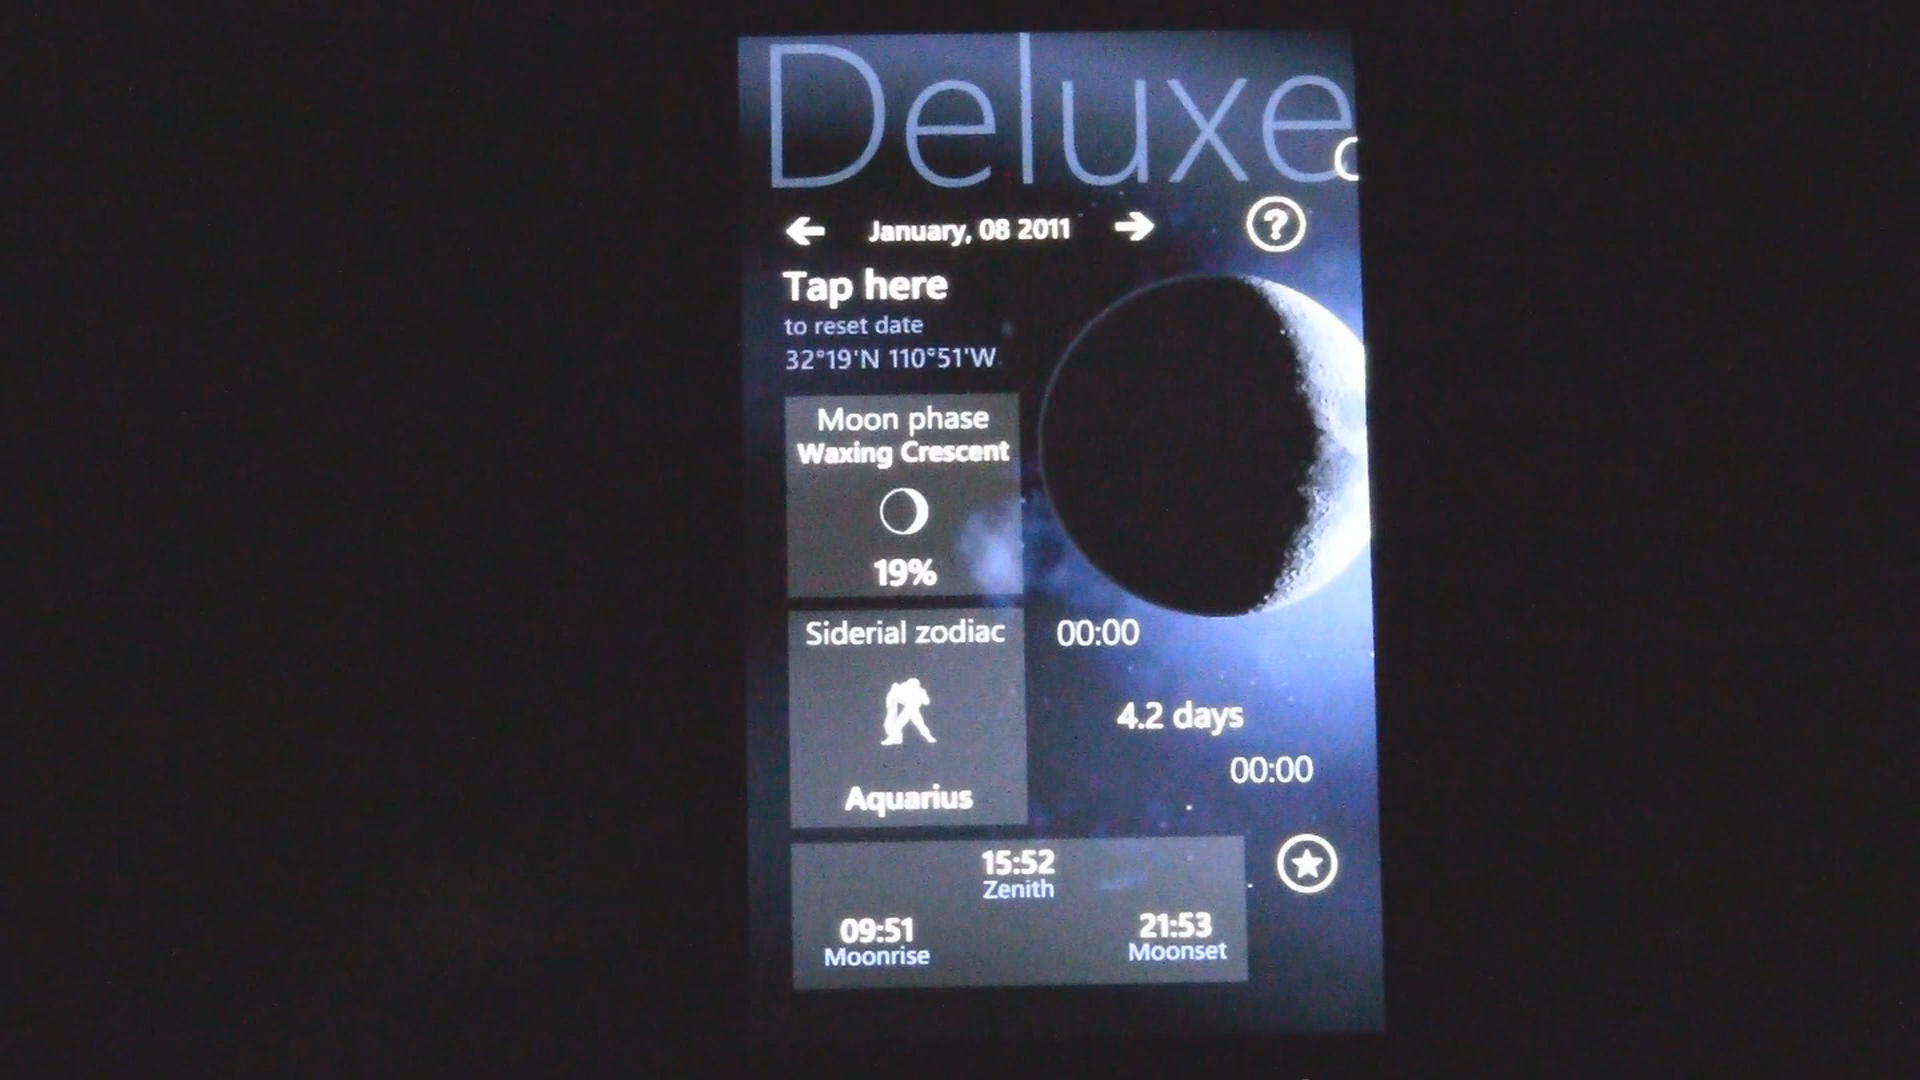 Deluxe
January, 08 2011
?
Tap here
to reset date
32°19'N 110°51'W
Moon phase
Waxing Crescent
19%
Siderial zodiac
Aquarius
00:00
4.2 days
00:00
15:52
Zenith
09:51
Moonrise
21:53
Moonset